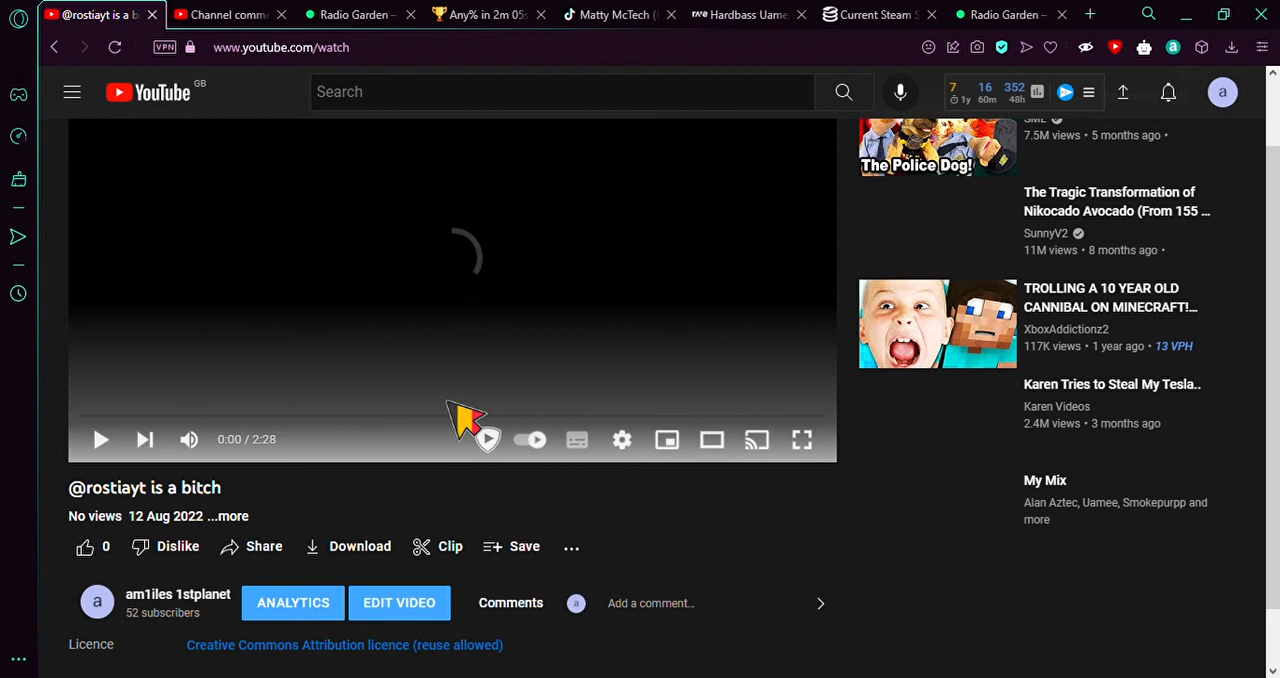 @rostiayt is a b
Channel comme
Radio Garden –
Any% in 2m 05s
Matty McTech (
rave Hardbass Uame
Current Steam S
Radio Garden –
VPN
www.youtube.com/watch
YouTube GB
Search
7 16 352
1y 60m 48h
a
SML
7.5M views • 5 months ago •
The Police Dog!
The Tragic Transformation of
Nikocado Avocado (From 155 ...
SunnyV2
11M views • 8 months ago •
TROLLING A 10 YEAR OLD
CANNIBAL ON MINECRAFT!...
XboxAddictionz2
117K views • 1 year ago • 13 VPH
Karen Tries to Steal My Tesla..
Karen Videos
2.4M views • 3 months ago •
My Mix
Alan Aztec, Uamee, Smokepurpp and
more
0:00 / 2:28
@rostiayt is a bitch
No views 12 Aug 2022 ...more
0 Dislike Share Download Clip Save ...
a am1iles 1stplanet
52 subscribers
ANALYTICS
EDIT VIDEO
Comments a Add a comment...
Licence Creative Commons Attribution licence (reuse allowed)